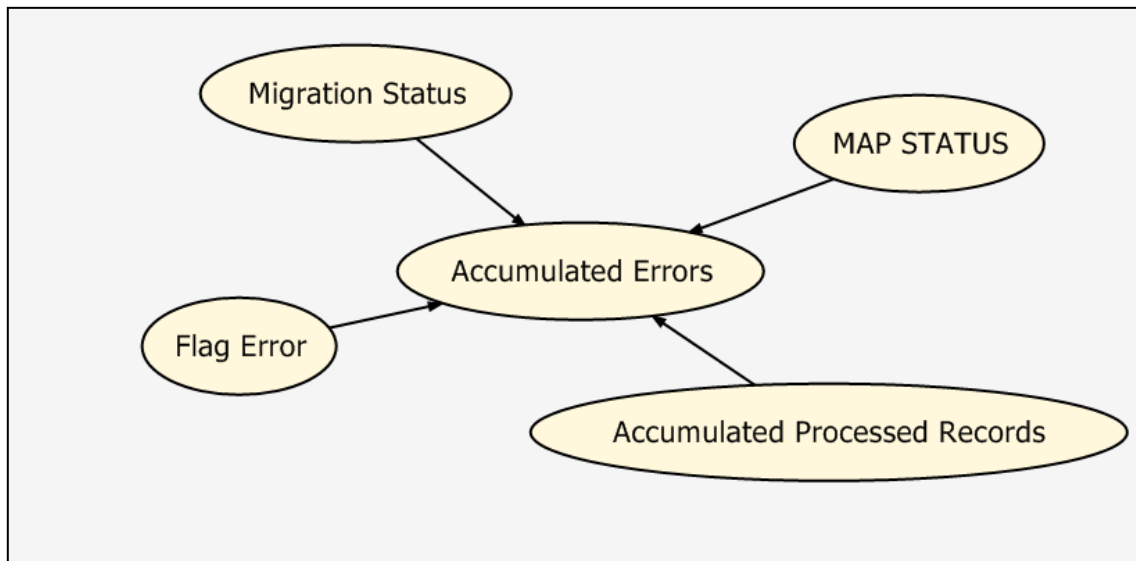 Migration Status
MAP STATUS
Accumulated Errors
Flag Error
Accumulated Processed Records